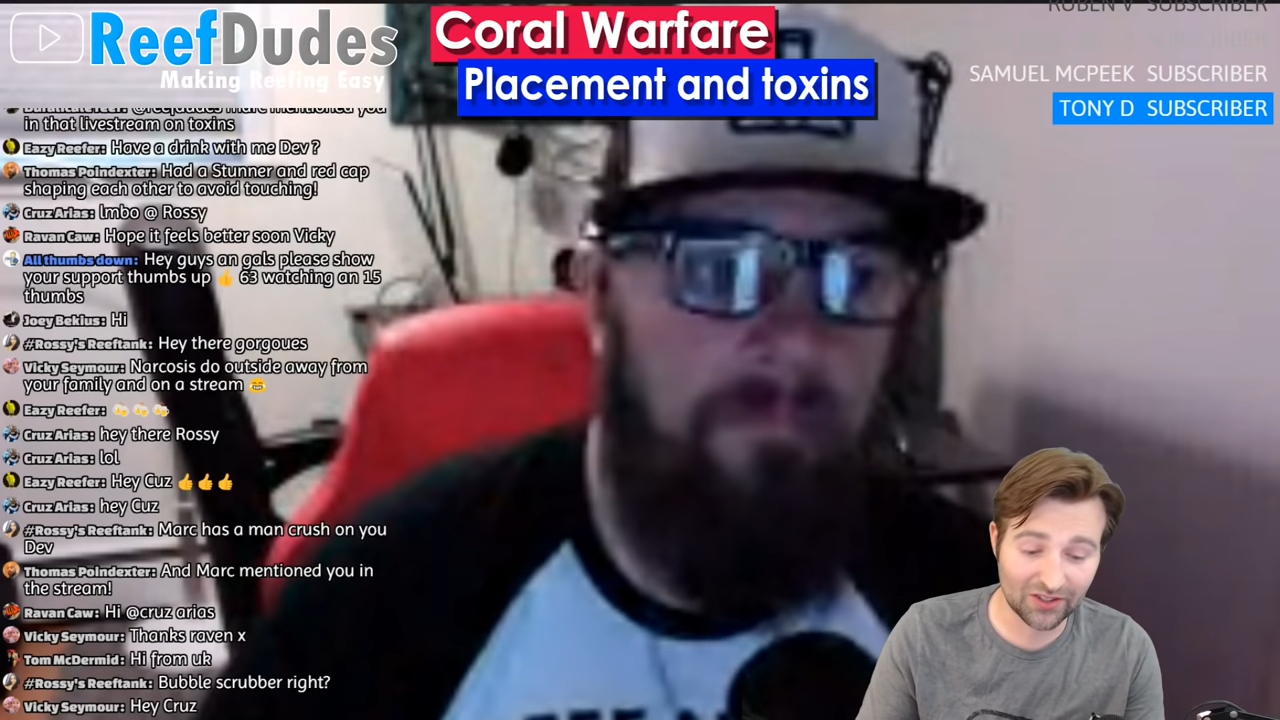 ReefDudes
Making Reefing Easy
Coral Warfare
Placement and toxins
RUBEN V SUBSCRIBER
SAMUEL MCPEEK SUBSCRIBER
TONY D SUBSCRIBER
mentioned you
in that livestream on toxins
Eazy Reefer: Have a drink with me Dev ?
Thomas Poindexter: Had a Stunner and red cap
shaping each other to avoid touching!
Cruz Arias: lmbo @ Rossy
Ravan Caw: Hope it feels better soon Vicky
All thumbs down: Hey guys an gals please show
your support thumbs up 👍 63 watching an 15
thumbs
Joey Bekius: Hi
#Rossy's Reeftank: Hey there gorgoues
Vicky Seymour: Narcosis do outside away from
your family and on a stream 😂
Eazy Reefer: 🍻 🍻 🍻
Cruz Arias: hey there Rossy
Cruz Arias: lol
Eazy Reefer: Hey Cuz 👍👍👍
Cruz Arias: hey Cuz
#Rossy's Reeftank: Marc has a man crush on you
Dev
Thomas Poindexter: And Marc mentioned you in
the stream!
Ravan Caw: Hi @cruz arias
Vicky Seymour: Thanks raven x
Tom McDermid: Hi from uk
#Rossy's Reeftank: Bubble scrubber right?
Vicky Seymour: Hey Cruz